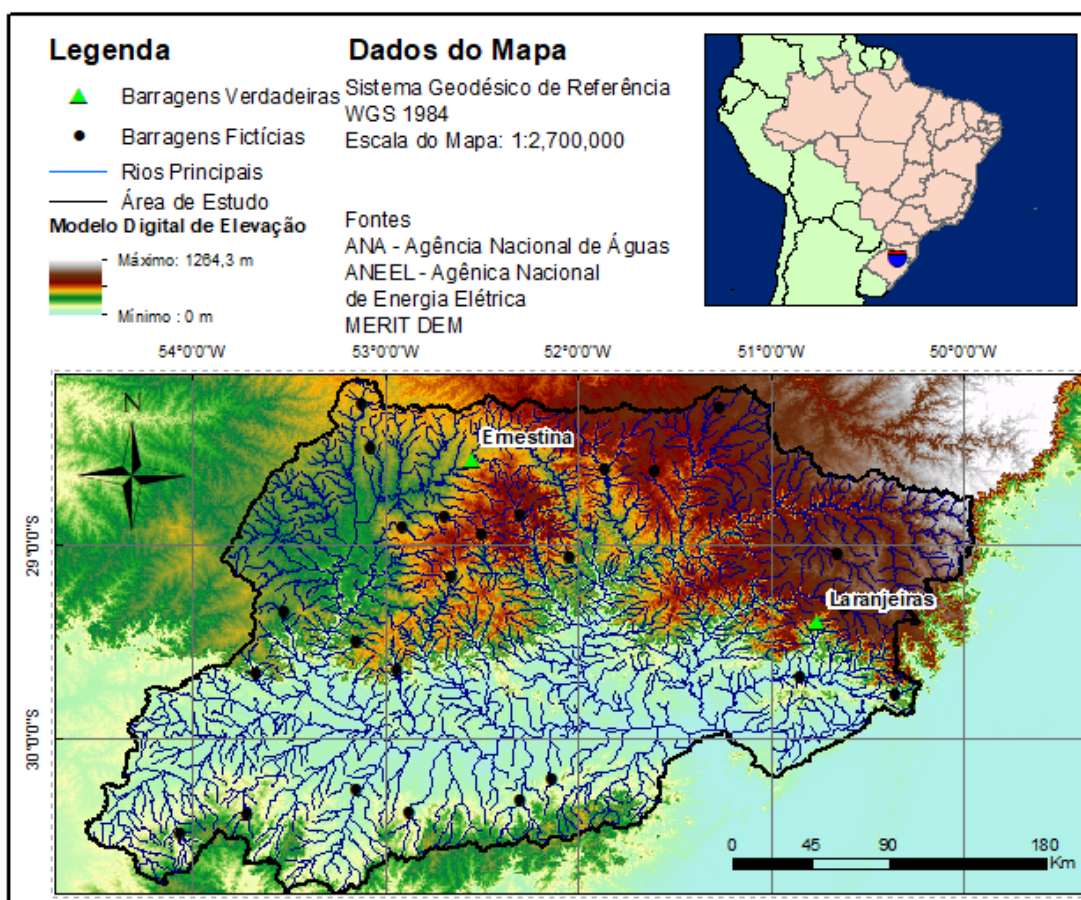 Legenda
Barragens Verdadeiras
Barragens Fictícias
Rios Principais
Área de Estudo
Modelo Digital de Elevação
Máximo: 1264,3 m
Mínimo : 0 m
Dados do Mapa
Sistema Geodésico de Referência
WGS 1984
Escala do Mapa: 1:2,700,000
Fontes
ANA - Agência Nacional de Águas
ANEEL - Agênica Nacional
de Energia Elétrica
MERIT DEM
54°0'0"W 53°0'0"W 52°0'0"W 51°0'0"W 50°0'0"W
N
Ernestina
29°0'0"S
Laranjeiras
30°0'0"S
0 45 90 180
Km